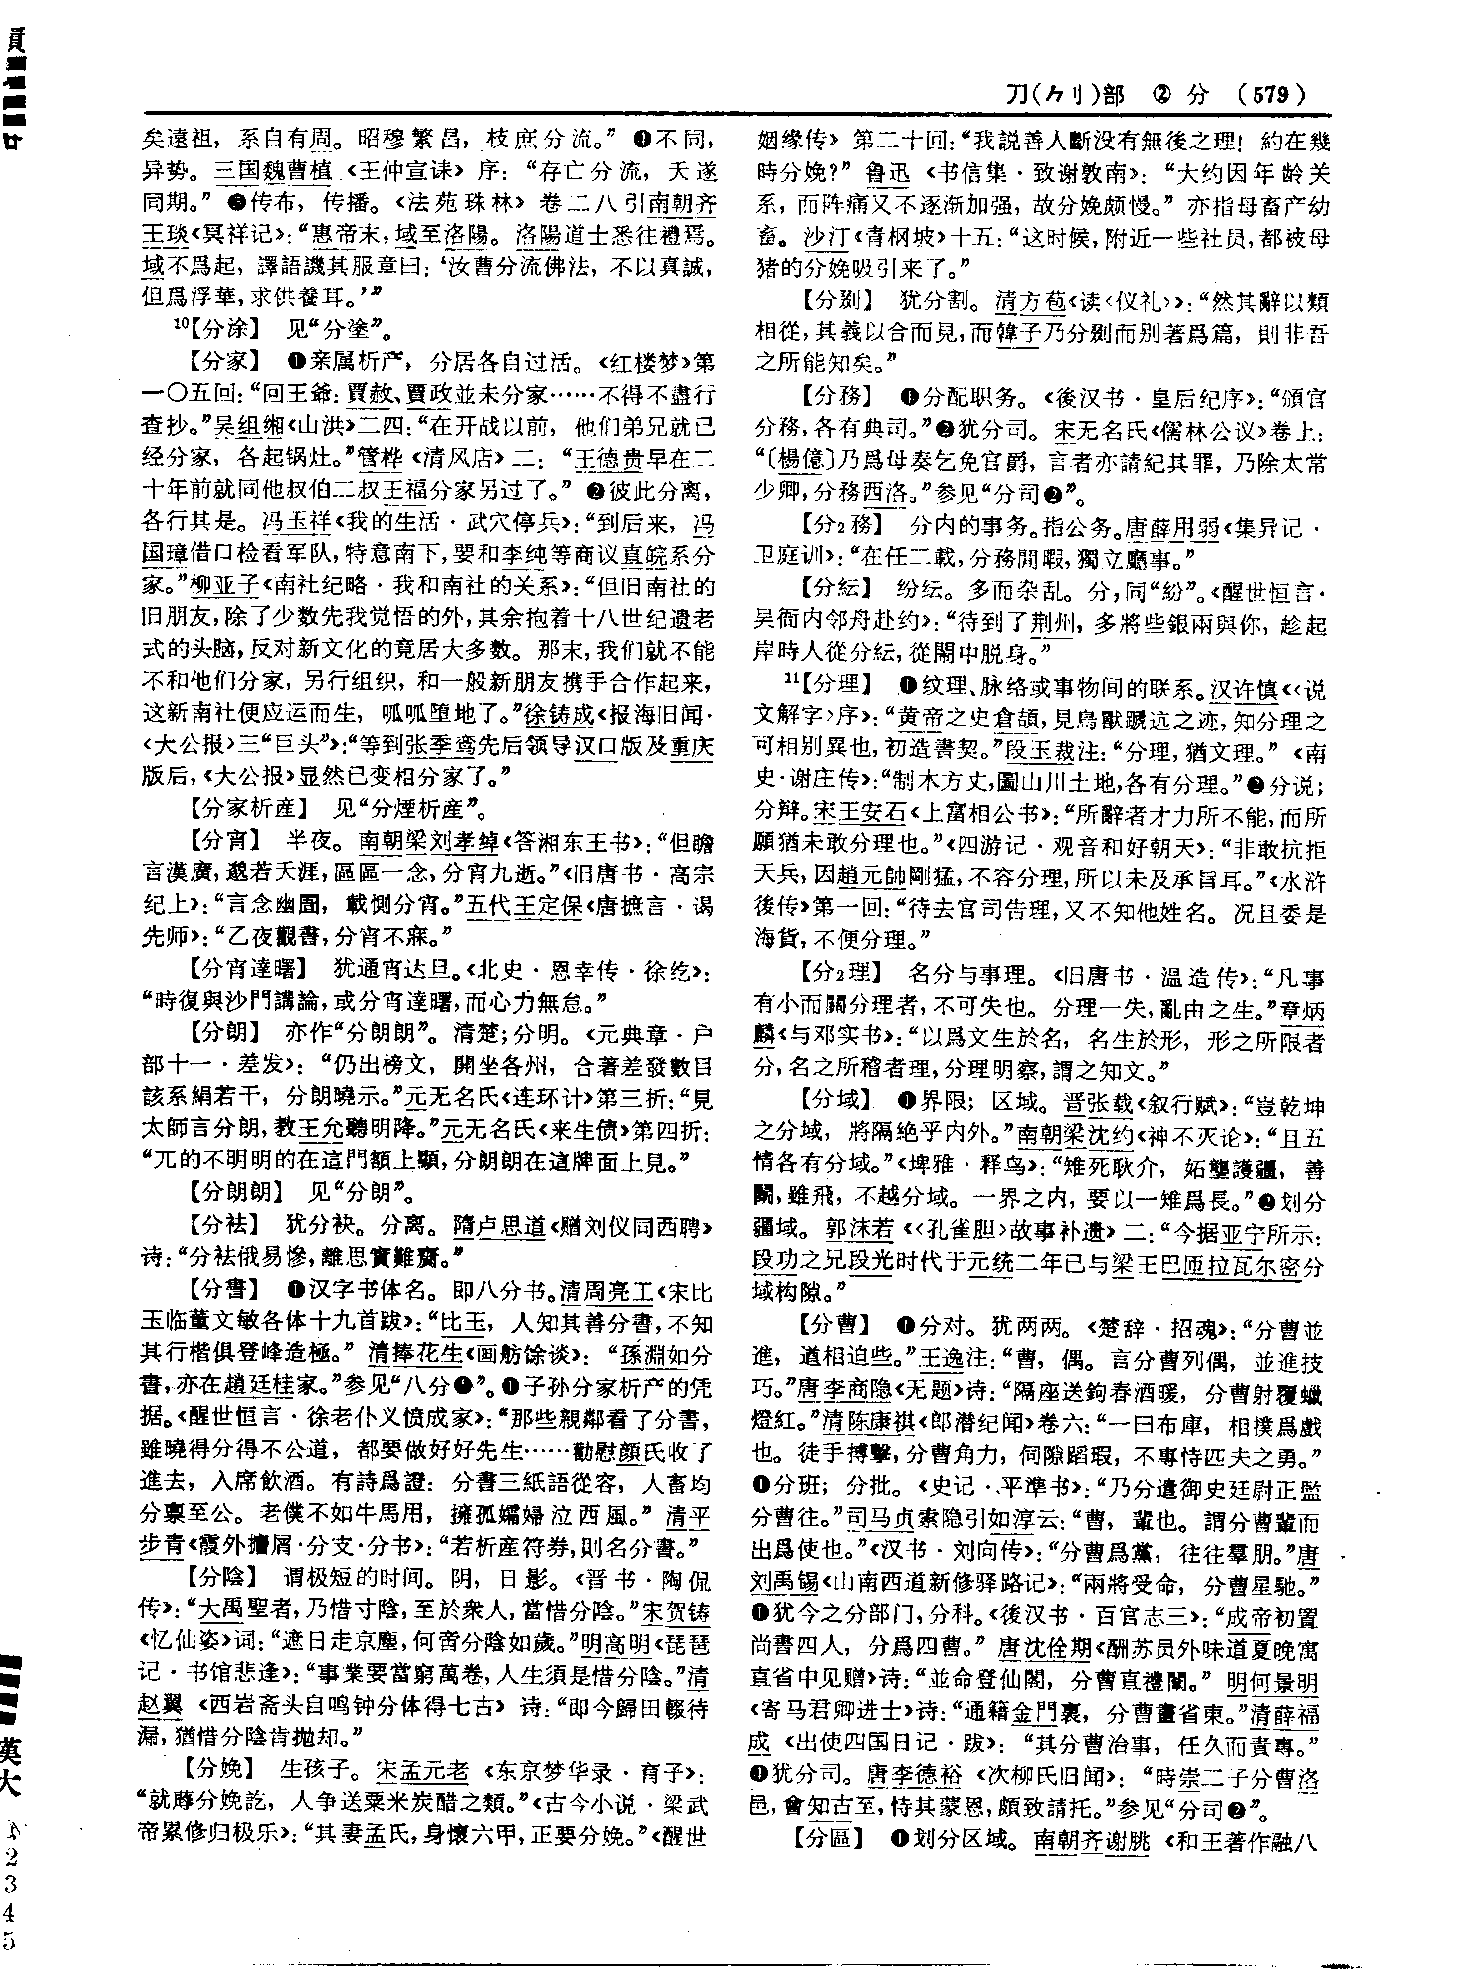 刀(⺈刂)部 ② 分 (579)
矣遠祖，系自有周。昭穆繁昌，枝庶分流。” ❶不同，
异势。三国魏曹植《王仲宣诔》序：“存亡分流，夭遂
同期。” ❺传布，传播。《法苑珠林》卷二八引南朝齐
王琰《冥祥记》：“惠帝末，域至洛陽。洛陽道士悉往禮焉。
域不爲起，譯語譏其服章曰：‘汝曹分流佛法，不以真誠，
但爲浮華，求供養耳。’”
¹⁰【分涂】 见“分塗”。
【分家】 ❶亲属析产，分居各自过活。《红楼梦》第
一〇五回：“回王爺：賈赦、賈政並未分家……不得不盡行
查抄。”吴组缃《山洪》二四：“在开战以前，他们弟兄就已
经分家，各起锅灶。”管桦《清风店》二：“王德贵早在二
十年前就同他叔伯二叔王福分家另过了。” ❷彼此分离，
各行其是。冯玉祥《我的生活·武穴停兵》：“到后来，冯
国璋借口检看军队，特意南下，要和李纯等商议直皖系分
家。”柳亚子《南社纪略·我和南社的关系》：“但旧南社的
旧朋友，除了少数先我觉悟的外，其余抱着十八世纪遗老
式的头脑，反对新文化的竟居大多数。那末，我们就不能
不和他们分家，另行组织，和一般新朋友携手合作起来，
这新南社便应运而生，呱呱堕地了。”徐铸成《报海旧闻·
〈大公报〉三“巨头”》：“等到张季鸾先后领导汉口版及重庆
版后，《大公报》显然已变相分家了。”
【分家析産】 见“分煙析産”。
【分宵】 半夜。南朝梁刘孝绰《答湘东王书》：“但瞻
言漢廣，邈若天涯，區區一念，分宵九逝。”《旧唐书·高宗
纪上》：“言念幽圄，載惻分宵。”五代王定保《唐摭言·谒
先师》：“乙夜觀書，分宵不寐。”
【分宵達曙】 犹通宵达旦。《北史·恩幸传·徐纥》：
“時復與沙門講論，或分宵達曙，而心力無怠。”
【分朗】 亦作“分朗朗”。清楚；分明。《元典章·户
部十一·差发》：“仍出榜文，開坐各州，合著差發數目
該系絹若干，分朗曉示。”元无名氏《连环计》第三折：“見
太師言分朗，教王允聽明降。”元无名氏《来生债》第四折：
“兀的不明明的在這門額上顯，分朗朗在這牌面上見。”
【分朗朗】 见“分朗”。
【分袪】 犹分袂。分离。隋卢思道《赠刘仪同西聘》
诗：“分袪俄易慘，離思實難齊。”
【分書】 ❶汉字书体名。即八分书。清周亮工《宋比
玉临董文敏各体十九首跋》：“比玉，人知其善分書，不知
其行楷俱登峰造極。”清捧花生《画舫馀谈》：“孫淵如分
書，亦在趙廷桂家。”参见“八分❶”。❷子孙分家析产的凭
据。《醒世恒言·徐老仆义愤成家》：“那些親鄰看了分書，
雖曉得分得不公道，都要做好好先生……勸慰顔氏收了
進去，入席飲酒。有詩爲證：分書三紙語從容，人畜均
分稟至公。老僕不如牛馬用，擁孤孀婦泣西風。”清平
步青《霞外攟屑·分支·分书》：“若析産符券，則名分書。”
【分陰】 谓极短的时间。阴，日影。《晋书·陶侃
传》：“大禹聖者，乃惜寸陰，至於衆人，當惜分陰。”宋贺铸
《忆仙姿》词：“遮日走京塵，何啻分陰如歲。”明高明《琵琶
记·书馆悲逢》：“事業要當窮萬卷，人生須是惜分陰。”清
赵翼《西岩斋头自鸣钟分体得七古》诗：“即今歸田輟待
漏，猶惜分陰肯抛却。”
【分娩】 生孩子。宋孟元老《东京梦华录·育子》：
“就蓐分娩訖，人争送粟米炭醋之類。”《古今小说·梁武
帝累修归极乐》：“其妻孟氏，身懷六甲，正要分娩。”《醒世
姻缘传》第二十回：“我説善人斷没有無後之理！約在幾
時分娩？”鲁迅《书信集·致谢敦南》：“大约因年龄关
系，而阵痛又不逐渐加强，故分娩颇慢。”亦指母畜产幼
畜。沙汀《青㭎坡》十五：“这时候，附近一些社员，都被母
猪的分娩吸引来了。”
【分剟】 犹分割。清方苞《读〈仪礼〉》：“然其辭以類
相從，其義以合而見，而韓子乃分剟而别著爲篇，則非吾
之所能知矣。”
【分務】 ❶分配职务。《後汉书·皇后纪序》：“頒官
分務，各有典司。”❷犹分司。宋无名氏《儒林公议》卷上：
“〔楊億〕乃爲母奏乞免官爵，言者亦請紀其罪，乃除太常
少卿，分務西洛。”参见“分司❷”。
【分₂務】 分内的事务。指公务。唐薛用弱《集异记·
卫庭训》：“在任二載，分務閒暇，獨立廳事。”
【分紜】 纷纭。多而杂乱。分，同“紛”。《醒世恒言·
吴衙内邻舟赴约》：“待到了荆州，多將些銀兩與你，趁起
岸時人從分紜，從閙中脱身。”
¹¹【分理】 ❶纹理、脉络或事物间的联系。汉许慎《〈说
文解字〉序》：“黄帝之史倉頡，見鳥獸蹏迒之迹，知分理之
可相别異也，初造書契。”段玉裁注：“分理，猶文理。”《南
史·谢庄传》：“制木方丈，圖山川土地，各有分理。”❷分说；
分辩。宋王安石《上富相公书》：“所辭者才力所不能，而所
願猶未敢分理也。”《四游记·观音和好朝天》：“非敢抗拒
天兵，因趙元帥剛猛，不容分理，所以未及承旨耳。”《水浒
後传》第一回：“待去官司告理，又不知他姓名。况且委是
海貨，不便分理。”
【分₂理】 名分与事理。《旧唐书·温造传》：“凡事
有小而關分理者，不可失也。分理一失，亂由之生。”章炳
麟《与邓实书》：“以爲文生於名，名生於形，形之所限者
分，名之所稽者理，分理明察，謂之知文。”
【分域】 ❶界限；区域。晋张载《叙行赋》：“豈乾坤
之分域，將隔絶乎内外。”南朝梁沈约《神不灭论》：“且五
情各有分域。”《埤雅·释鸟》：“雉死耿介，妬壟護疆，善
鬭，雖飛，不越分域。一界之内，要以一雉爲長。”❷划分
疆域。郭沫若《〈孔雀胆〉故事补遗》二：“今据亚宁所示：
段功之兄段光时代于元统二年已与梁王巴匝拉瓦尔密分
域构隙。”
【分曹】 ❶分对。犹两两。《楚辞·招魂》：“分曹並
進，遒相迫些。”王逸注：“曹，偶。言分曹列偶，並進技
巧。”唐李商隐《无题》诗：“隔座送鉤春酒暖，分曹射覆蠟
燈紅。”清陈康祺《郎潜纪闻》卷六：“一曰布庫，相撲爲戲
也。徒手搏擊，分曹角力，伺隙蹈瑕，不專恃匹夫之勇。”
❷分班；分批。《史记·平準书》：“乃分遣御史廷尉正監
分曹往。”司马贞索隐引如淳云：“曹，輩也。謂分曹輩而
出爲使也。”《汉书·刘向传》：“分曹爲黨，往往羣朋。”唐
刘禹锡《山南西道新修驿路记》：“兩將受命，分曹星馳。”
❸犹今之分部门，分科。《後汉书·百官志三》：“成帝初置
尚書四人，分爲四曹。”唐沈佺期《酬苏员外味道夏晚寓
直省中见赠》诗：“並命登仙閣，分曹直禮闈。”明何景明
《寄马君卿进士》诗：“通籍金門裏，分曹畫省東。”清薛福
成《出使四国日记·跋》：“其分曹治事，任久而責專。”
❹犹分司。唐李德裕《次柳氏旧闻》：“時崇二子分曹洛
邑，會知古至，恃其蒙恩，頗致請托。”参见“分司❷”。
【分區】 ❶划分区域。南朝齐谢朓《和王著作融八
漢大
2
3
4
5